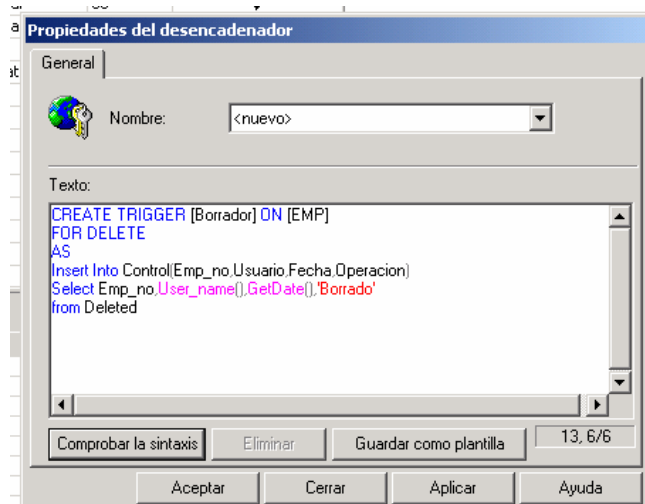 Propiedades del desencadenador
General
Nombre:
<nuevo>
Texto:
CREATE TRIGGER [Borrador] ON [EMP]
FOR DELETE
AS
Insert Into Control(Emp_no,Usuario,Fecha,Operacion)
Select Emp_no,User_name(),GetDate(),'Borrado'
from Deleted
Comprobar la sintaxis
Eliminar
Guardar como plantilla
13, 6/6
Aceptar
Cerrar
Aplicar
Ayuda